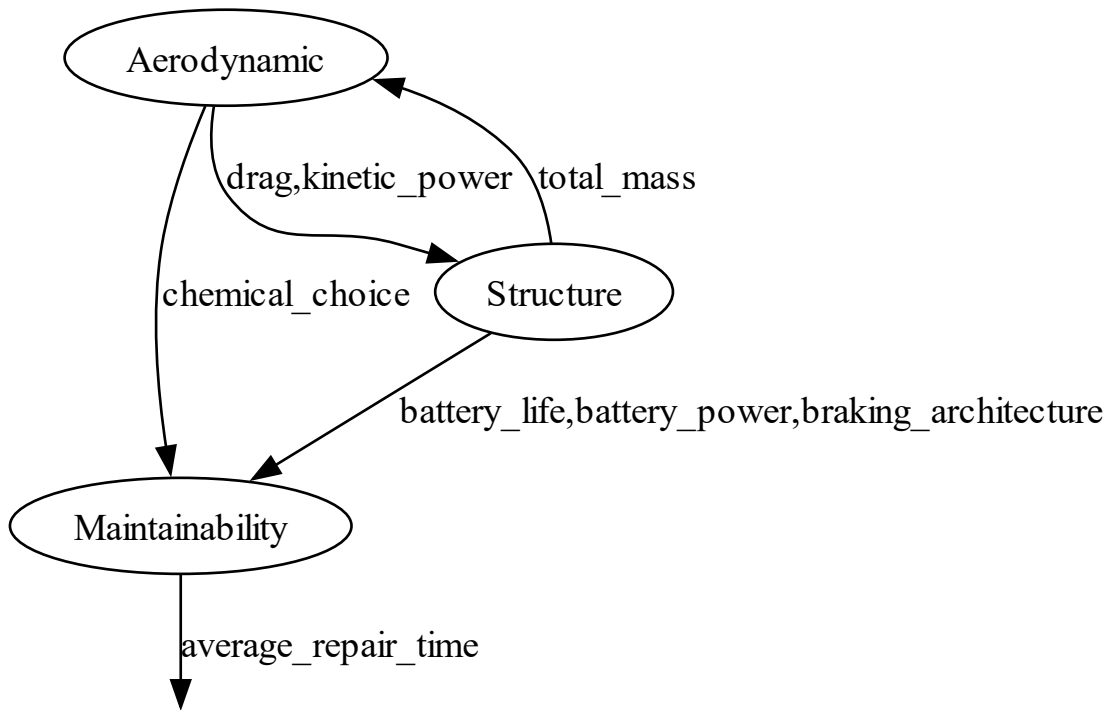 Aerodynamic
drag,kinetic_power
total_mass
chemical_choice
Structure
battery_life,battery_power,braking_architecture
Maintainability
average_repair_time